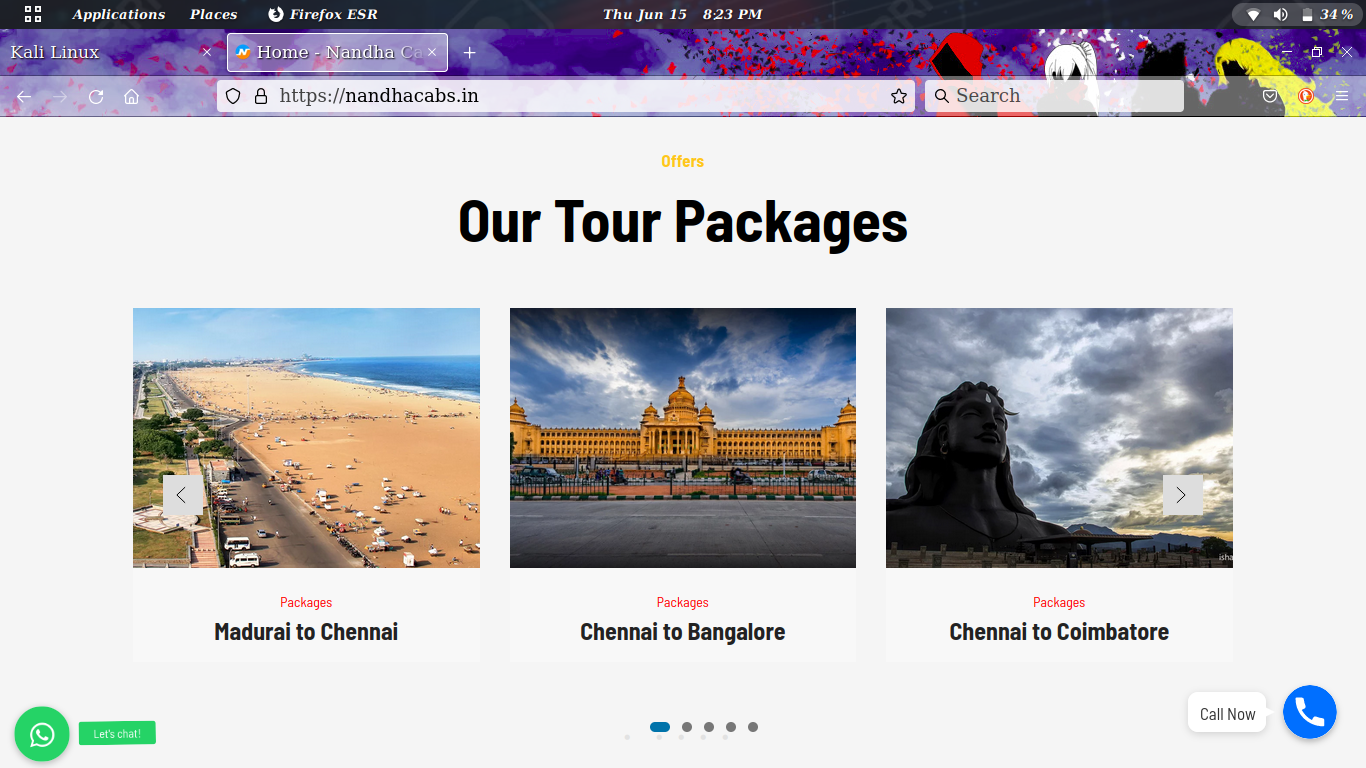 Applications Places Firefox ESR Thu Jun 15 8:23 PM 34 %
Kali Linux Home - Nandha Ca
https://nandhacabs.in Search
Offers
Our Tour Packages
isha
Packages Packages Packages
Madurai to Chennai Chennai to Bangalore Chennai to Coimbatore
Call Now
Let's chat!